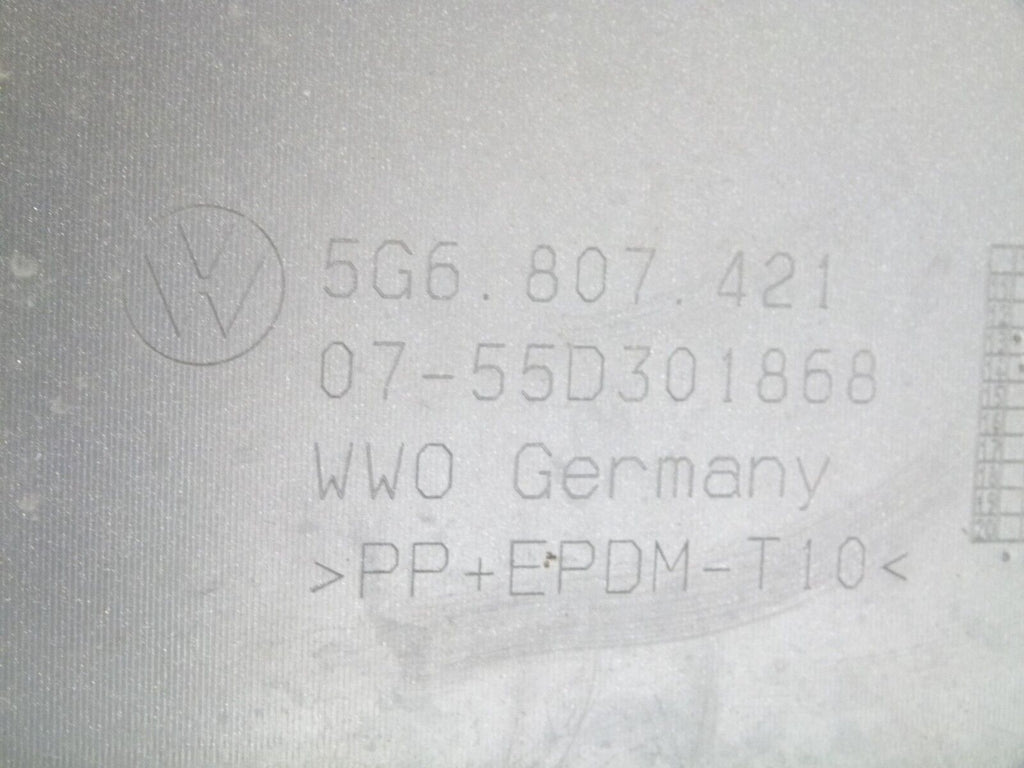 5G6.807.421
07-55D301868
WWO Germany
>PP+EPDM-T10<